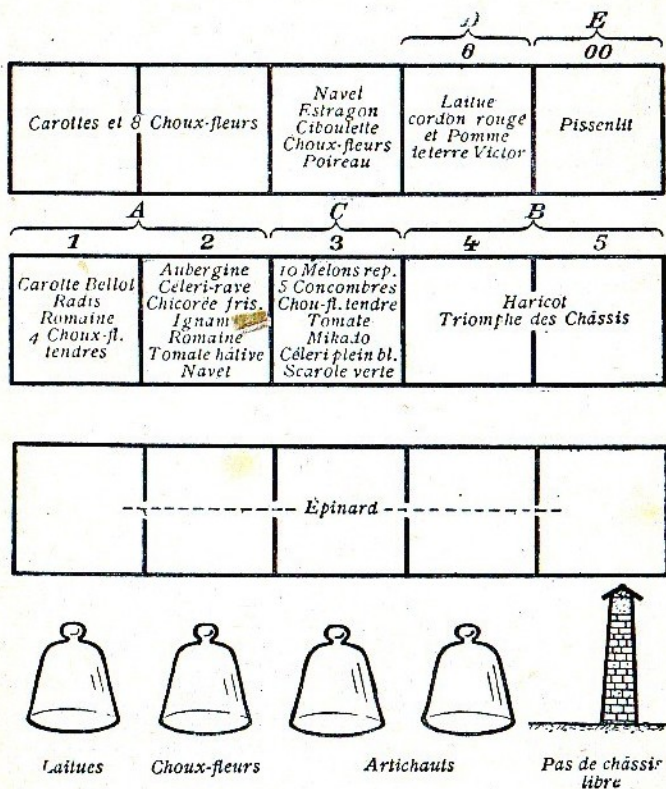 D E
6 00
Carottes et 8 Choux-fleurs
Navet
Estragon
Ciboulette
Choux-fleurs
Poireau
Laitue
cordon rouge
et Pomme
de terre Victor
Pissenlit
A C B
1 2 3 4 5
Carotte Bellot
Radis
Romaine
4 Choux-fl.
tendres
Aubergine
Céleri-rave
Chicorée fris.
Romaine
Tomate hâtive
Navet
10 Melons rep.
5 Concombres
Chou-fl. tendre
Tomate
Mikado
Céleri plein bl.
Scarole verte
Haricot
Triomphe des Châssis
Épinard
Laitues
Choux-fleurs
Artichauts
Pas de châssis
libre